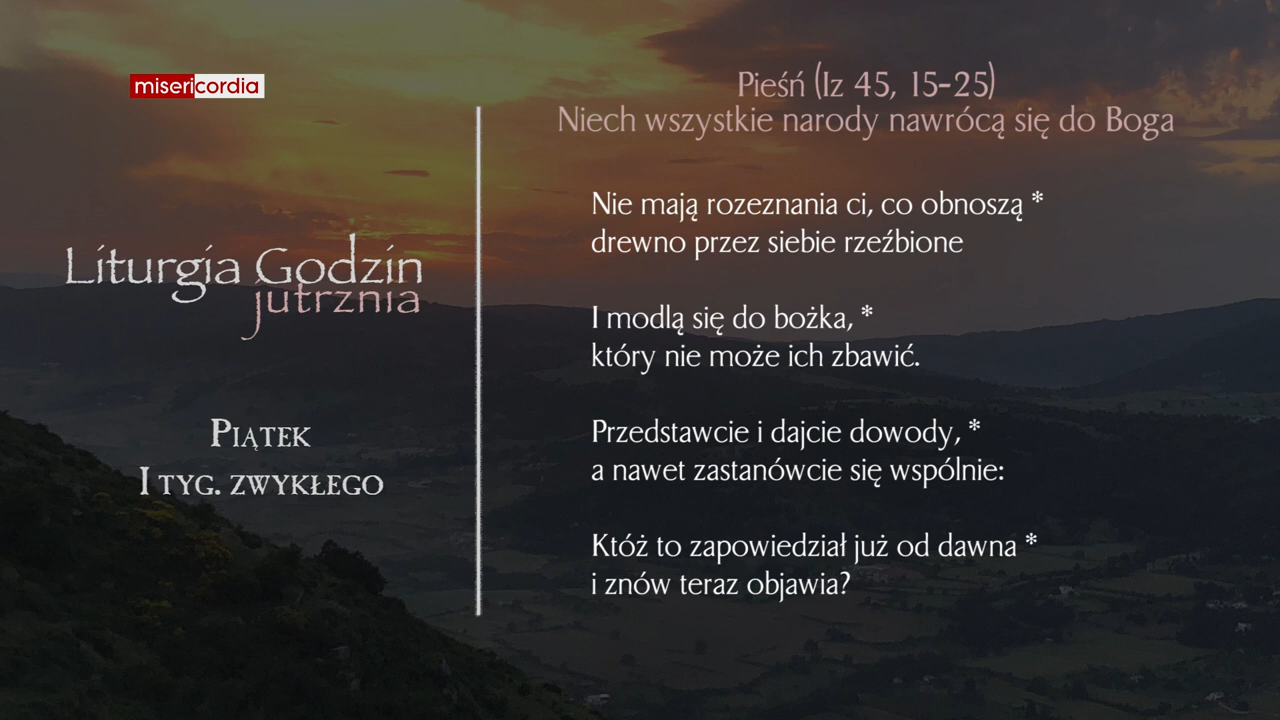 misericordia
Liturgia Godzin
jutrznia
Piątek
I tyg. zwykłego
Pieśń (Iz 45, 15-25)
Niech wszystkie narody nawrócą się do Boga
Nie mają rozeznania ci, co obnoszą *
drewno przez siebie rzeźbione
I modlą się do bożka, *
który nie może ich zbawić.
Przedstawcie i dajcie dowody, *
a nawet zastanówcie się wspólnie:
Któż to zapowiedział już od dawna *
i znów teraz objawia?